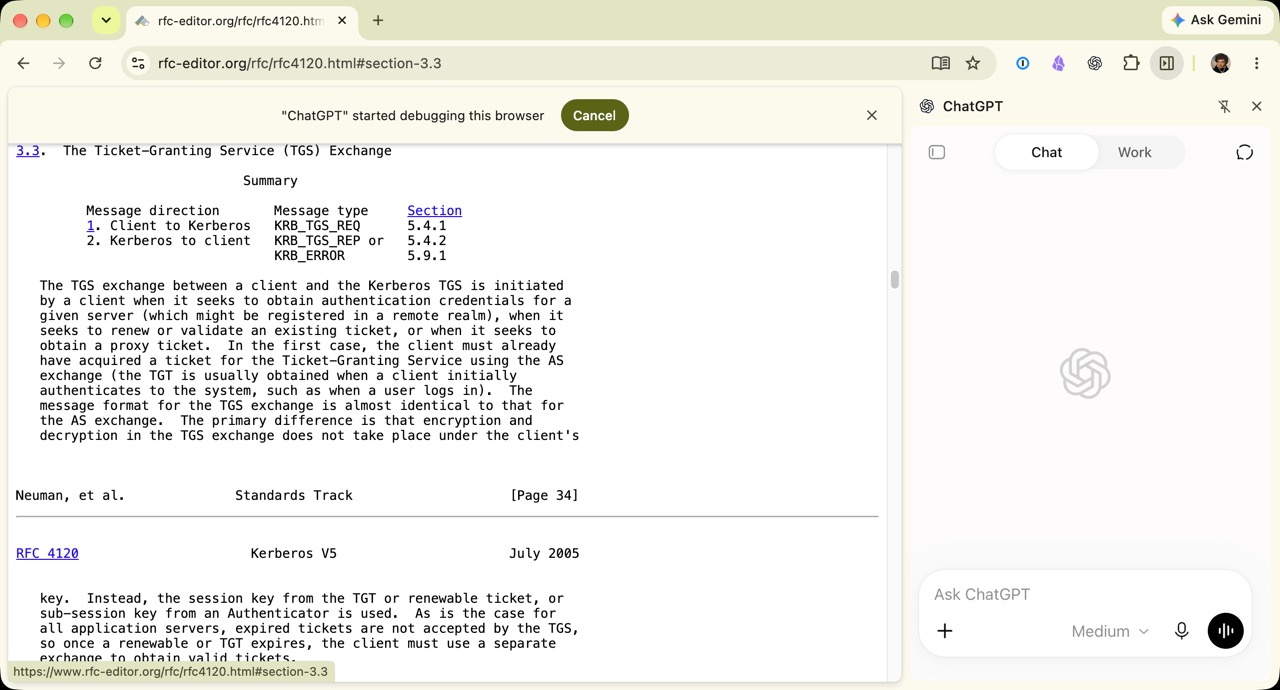 rfc-editor.org/rfc/rfc4120.htm
Ask Gemini
rfc-editor.org/rfc/rfc4120.html#section-3.3
"ChatGPT" started debugging this browser
Cancel
3.3.  The Ticket-Granting Service (TGS) Exchange
Summary
Message direction       Message type     Section
1. Client to Kerberos   KRB_TGS_REQ      5.4.1
2. Kerberos to client   KRB_TGS_REP or   5.4.2
KRB_ERROR        5.9.1
The TGS exchange between a client and the Kerberos TGS is initiated
by a client when it seeks to obtain authentication credentials for a
given server (which might be registered in a remote realm), when it
seeks to renew or validate an existing ticket, or when it seeks to
obtain a proxy ticket.  In the first case, the client must already
have acquired a ticket for the Ticket-Granting Service using the AS
exchange (the TGT is usually obtained when a client initially
authenticates to the system, such as when a user logs in).  The
message format for the TGS exchange is almost identical to that for
the AS exchange.  The primary difference is that encryption and
decryption in the TGS exchange does not take place under the client's
Neuman, et al.              Standards Track                    [Page 34]
RFC 4120                      Kerberos V5                      July 2005
key.  Instead, the session key from the TGT or renewable ticket, or
sub-session key from an Authenticator is used.  As is the case for
all application servers, expired tickets are not accepted by the TGS,
so once a renewable or TGT expires, the client must use a separate
exchange to obtain valid tickets.
https://www.rfc-editor.org/rfc/rfc4120.html#section-3.3
ChatGPT
Chat
Work
Ask ChatGPT
Medium